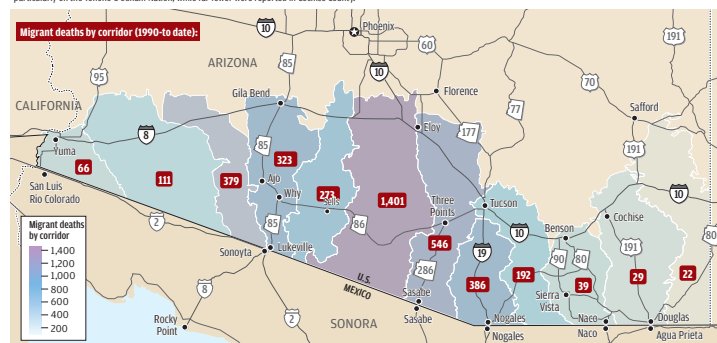 Migrant deaths by corridor (1990-to date):
Phoenix
10
60
191
85
ARIZONA
10
95
70
Gila Bend
Florence
CALIFORNIA
77
Safford
8
Eloy
177
Yuma
85
191
323
66
111
379
Ajo
273
1,401
Why
Sells
Three
Points
Tucson
10
San Luis
Rio Colorado
Cochise
2
85
86
10
Benson
80
Migrant deaths
by corridor
1,400
1,200
1,000
800
600
400
200
Sonoyta
Lukeville
546
19
90
80
191
U.S.
MEXICO
286
386
192
39
29
22
8
Sasabe
Sasabe
Sierra
Vista
2
Rocky
Point
SONORA
Nogales
Nogales
Naco
Naco
Douglas
Agua Prieta